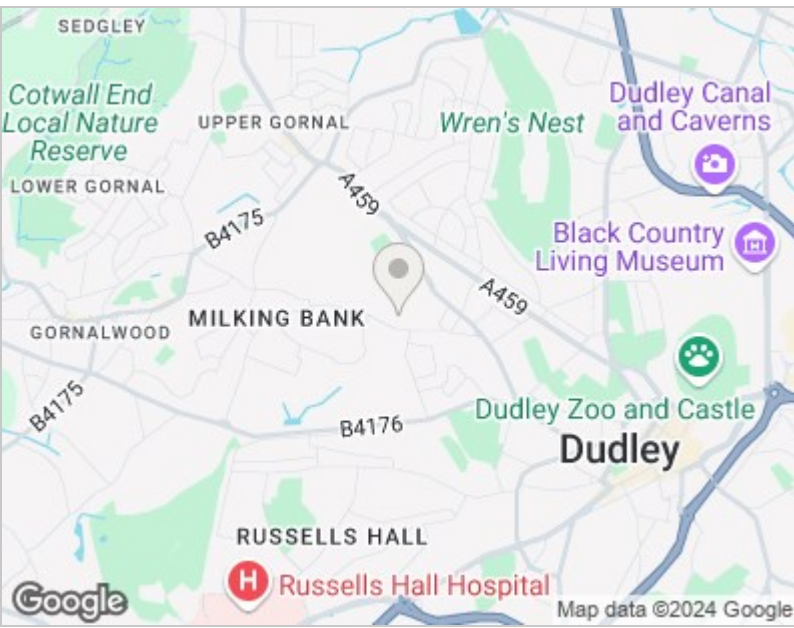 SEDGLEY
Cotwall End
Local Nature
Reserve
UPPER GORNAL
Wren's Nest
Dudley Canal
and Caverns
LOWER GORNAL
A459
B4175
Black Country
Living Museum
A459
MILKING BANK
GORNALWOOD
B4175
B4176
Dudley Zoo and Castle
Dudley
RUSSELLS HALL
H
Russells Hall Hospital
Google
Map data ©2024 Google